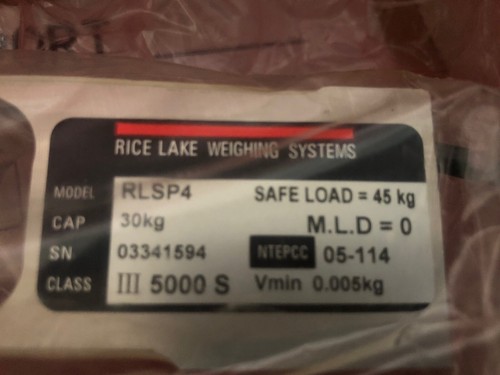 RICE LAKE WEIGHING SYSTEMS
MODEL RLSP4 SAFE LOAD = 45 kg
CAP 30kg M.L.D = 0
SN 03341594 NTEPCC 05-114
CLASS III 5000 S Vmin 0.005kg